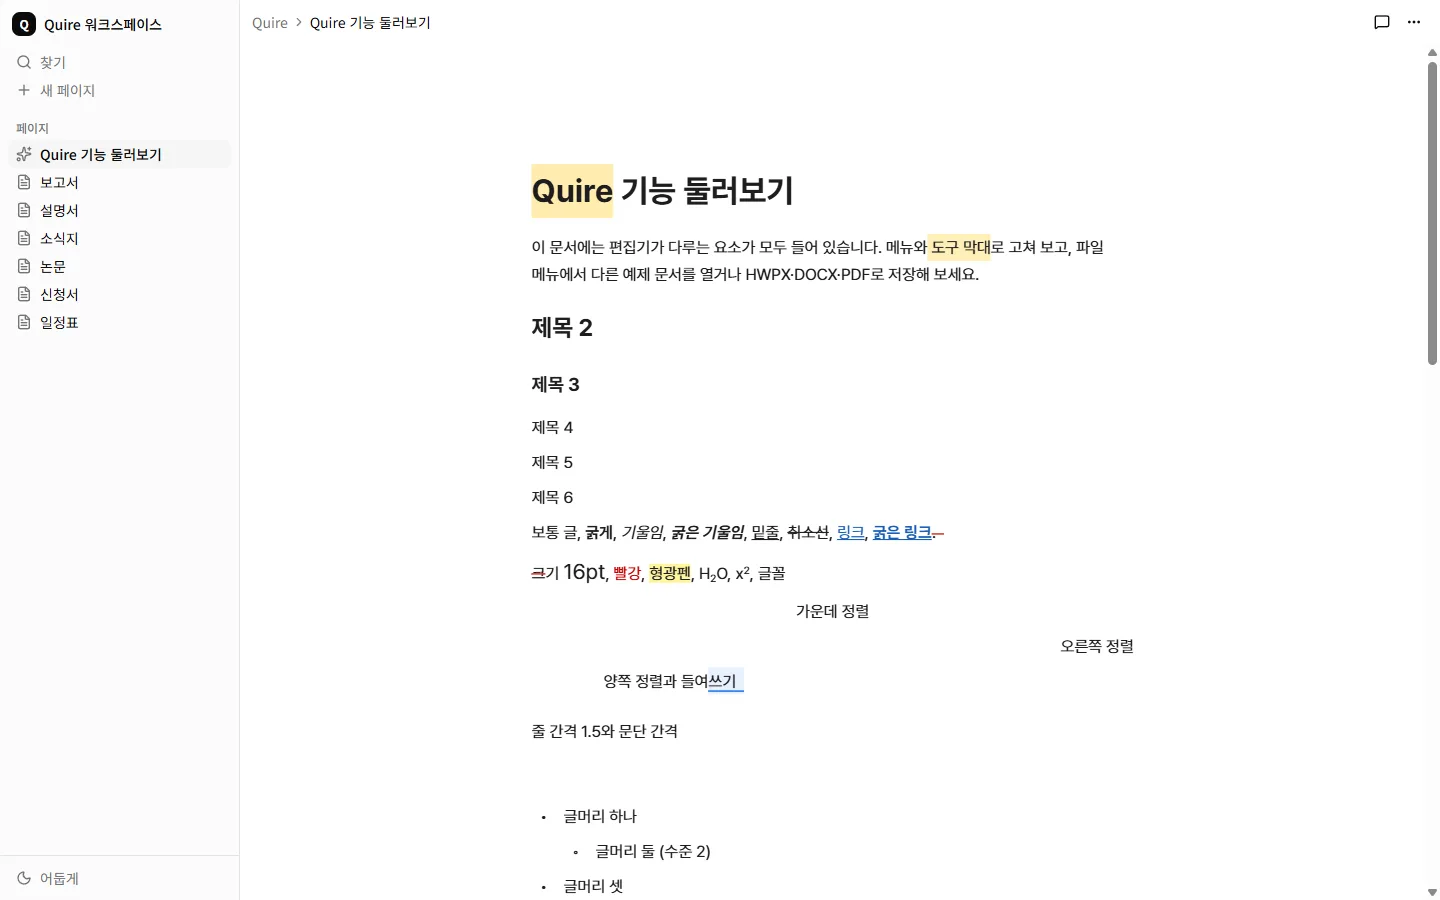 Q Quire 워크스페이스
찾기
새 페이지
페이지
Quire 기능 둘러보기
보고서
설명서
소식지
논문
신청서
일정표
어둡게
Quire > Quire 기능 둘러보기
Quire 기능 둘러보기
이 문서에는 편집기가 다루는 요소가 모두 들어 있습니다. 메뉴와 도구 막대로 고쳐 보고, 파일
메뉴에서 다른 예제 문서를 열거나 HWPX·DOCX·PDF로 저장해 보세요.
제목 2
제목 3
제목 4
제목 5
제목 6
보통 글, 굵게, 기울임, 굵은 기울임, 밑줄, 취소선, 링크, 굵은 링크.
크기 16pt, 빨강, 형광펜, H₂O, x², 글꼴
가운데 정렬
오른쪽 정렬
양쪽 정렬과 들여쓰기
줄 간격 1.5와 문단 간격
• 글머리 하나
◦ 글머리 둘 (수준 2)
• 글머리 셋